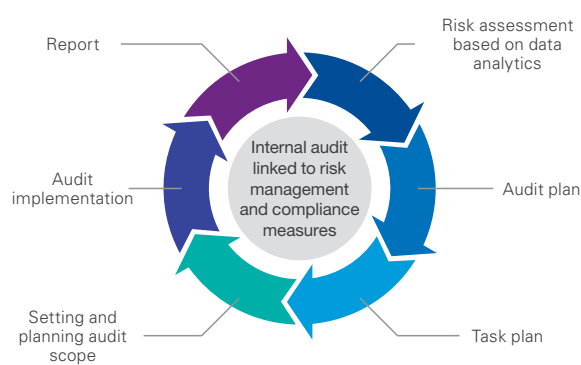 Report
Risk assessment
based on data
analytics
Internal audit
linked to risk
management
and compliance
measures
Audit
implementation
Audit plan
Setting and
planning audit
scope
Task plan